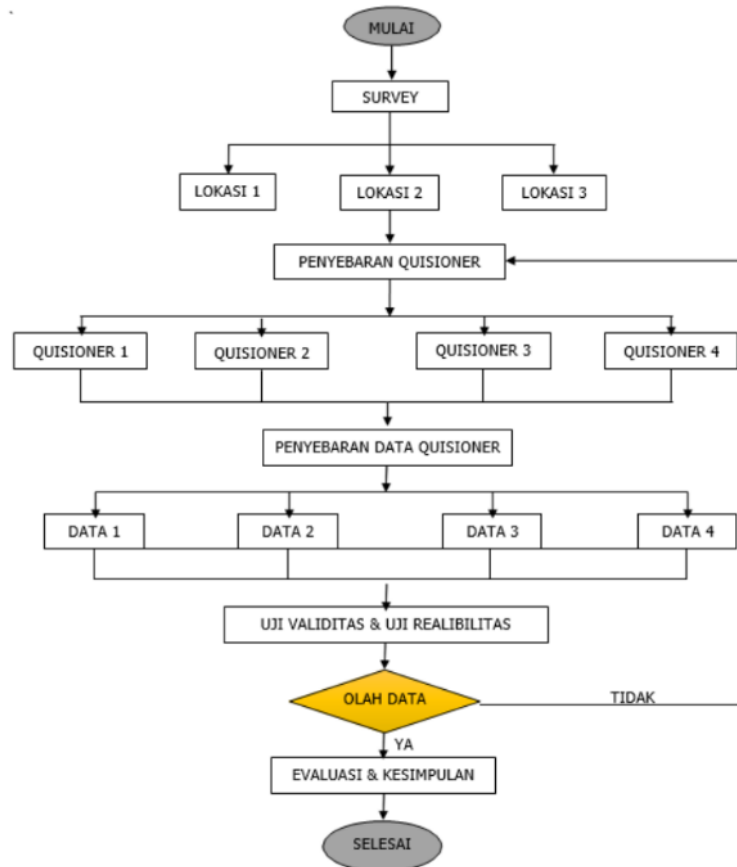 MULAI
SURVEY
LOKASI 1
LOKASI 2
LOKASI 3
PENYEBARAN QUISIONER
QUISIONER 1
QUISIONER 2
QUISIONER 3
QUISIONER 4
PENYEBARAN DATA QUISIONER
DATA 1
DATA 2
DATA 3
DATA 4
UJI VALIDITAS & UJI REALIBILITAS
OLAH DATA
TIDAK
YA
EVALUASI & KESIMPULAN
SELESAI